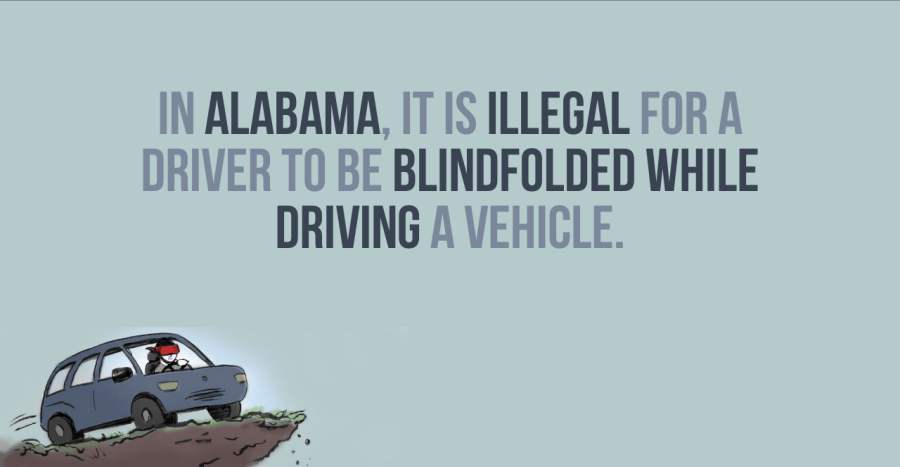 IN ALABAMA, IT IS ILLEGAL FOR A
DRIVER TO BE BLINDFOLDED WHILE
DRIVING A VEHICLE.